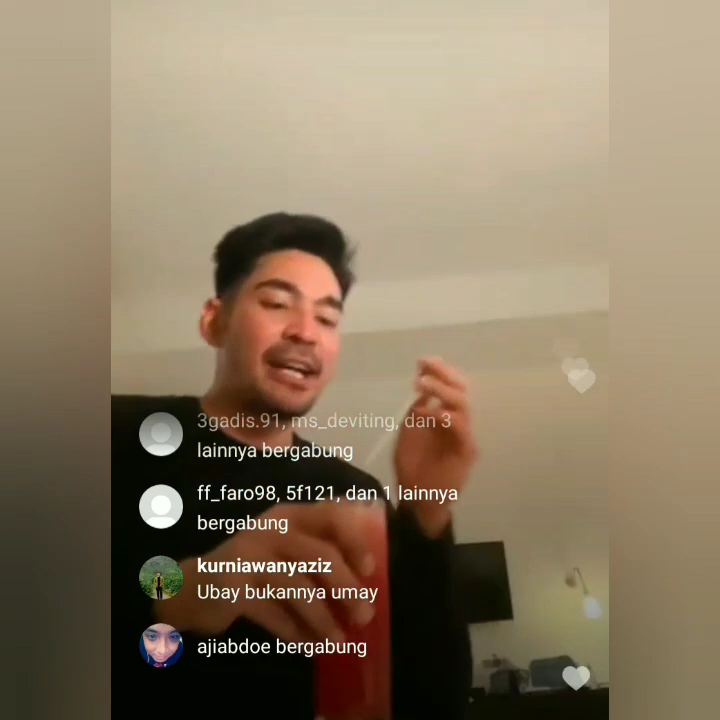 3gadis.91, ms_deviting, dan 3
lainnya bergabung
ff_faro98, 5f121, dan 1 lainnya
bergabung
kurniawanyaziz
Ubay bukannya umay
ajiabdoe bergabung